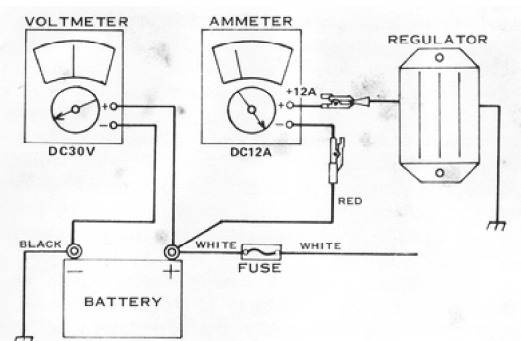 VOLTMETER
AMMETER
REGULATOR
+12A
+
−
+
−
DC30V
DC12A
RED
BLACK
WHITE
WHITE
FUSE
−
+
BATTERY